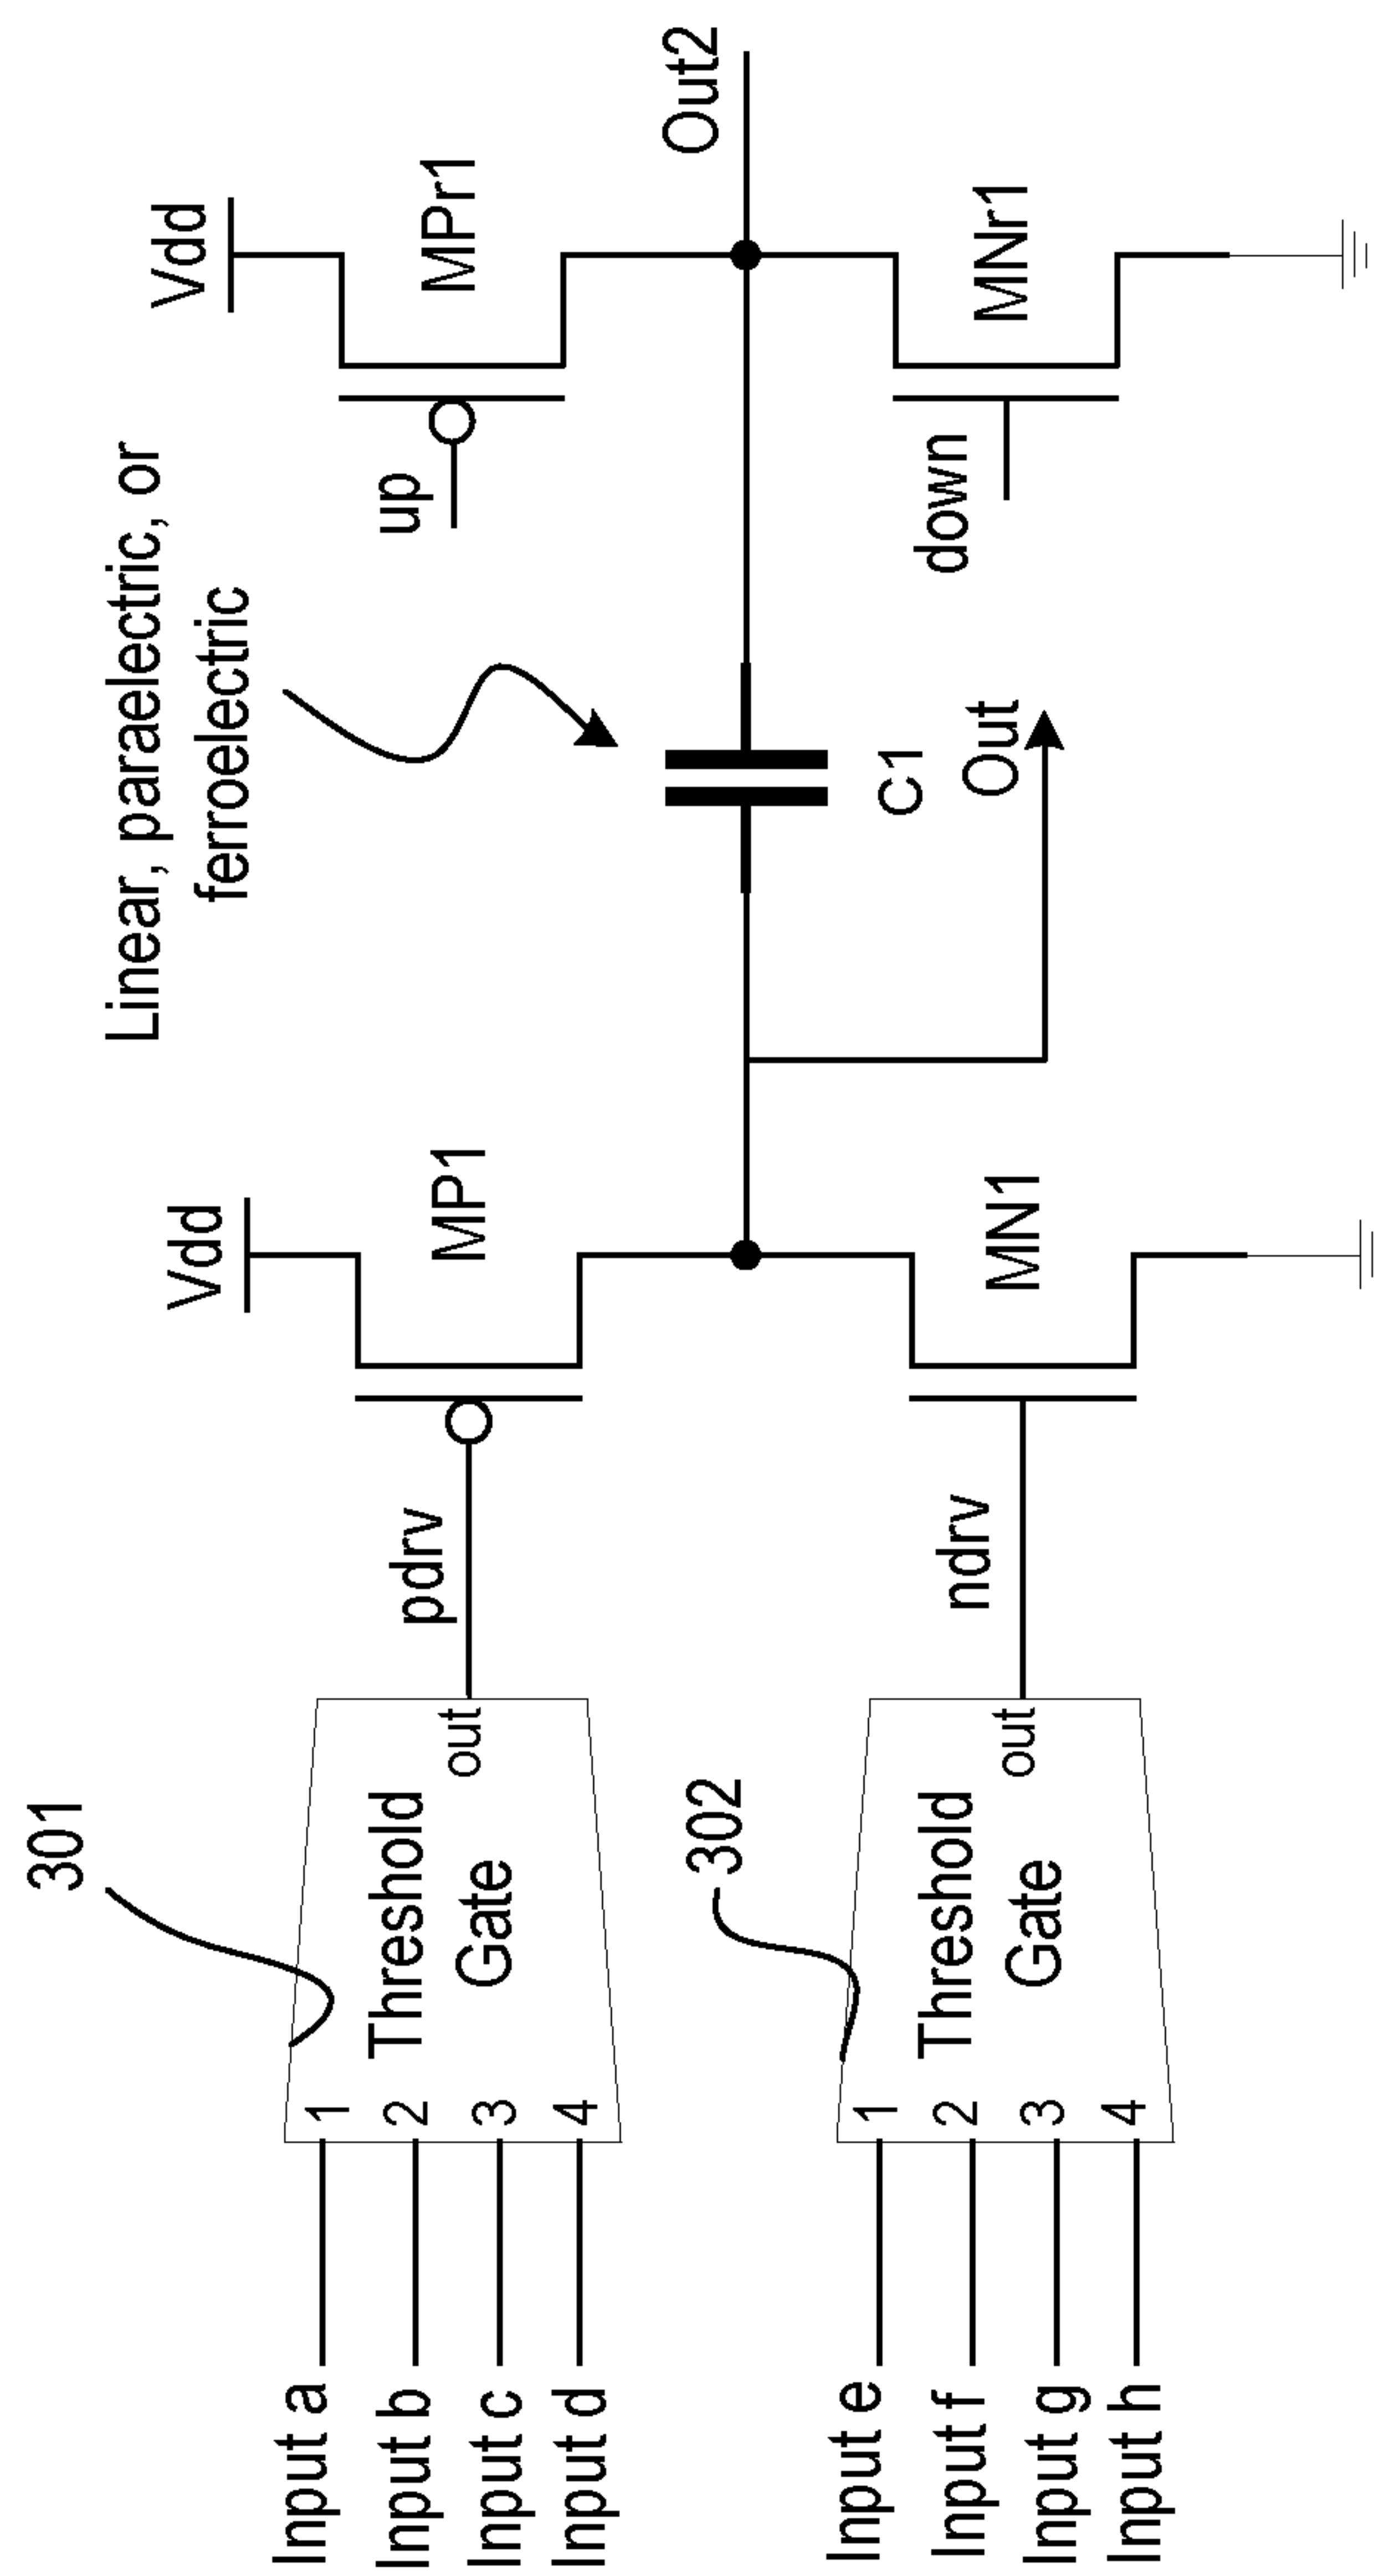 Linear, paraelectric, or
ferroelectric
Vdd
Vdd
301
Input a
1
Input b
2
Input c
3
Input d
4
Threshold
Gate
out
pdrv
MP1
up
MPr1
302
Input e
1
Input f
2
Input g
3
Input h
4
Threshold
Gate
out
ndrv
MN1
C1
Out
Out2
down
MNr1